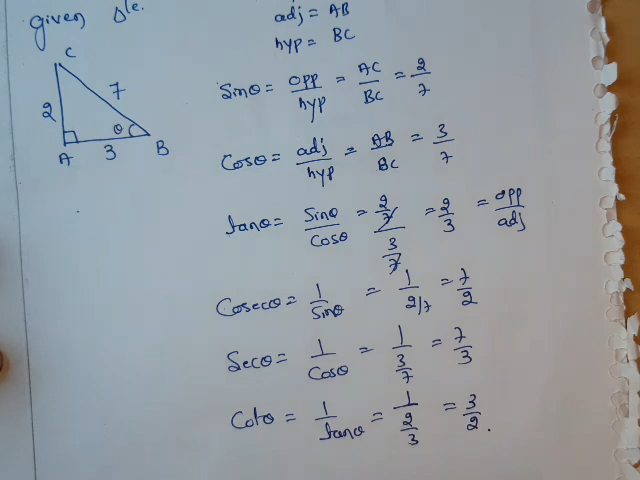 given Δle.
adj = AB
hyp = BC
C
2
7
θ
A
3
B
Sinθ = opp/hyp = AC/BC = 2/7
Cosθ = adj/hyp = AB/BC = 3/7
tanθ = Sinθ/Cosθ = 2/7 / 3/7 = 2/3 = opp/adj
Cosecθ = 1/Sinθ = 1/2/7 = 7/2
Secθ = 1/Cosθ = 1/3/7 = 7/3
Cotθ = 1/tanθ = 1/2/3 = 3/2.